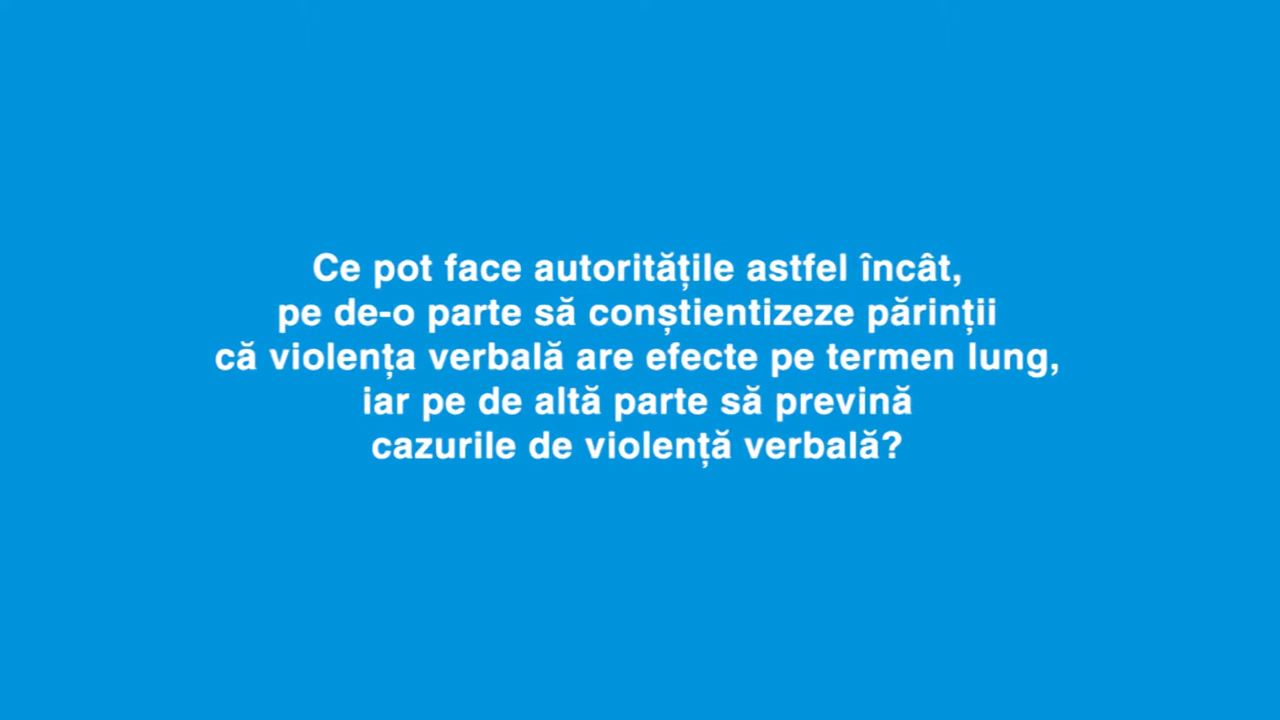 Ce pot face autoritățile astfel încât,
pe de-o parte să conștientizeze părinții
că violența verbală are efecte pe termen lung,
iar pe de altă parte să prevină
cazurile de violență verbală?